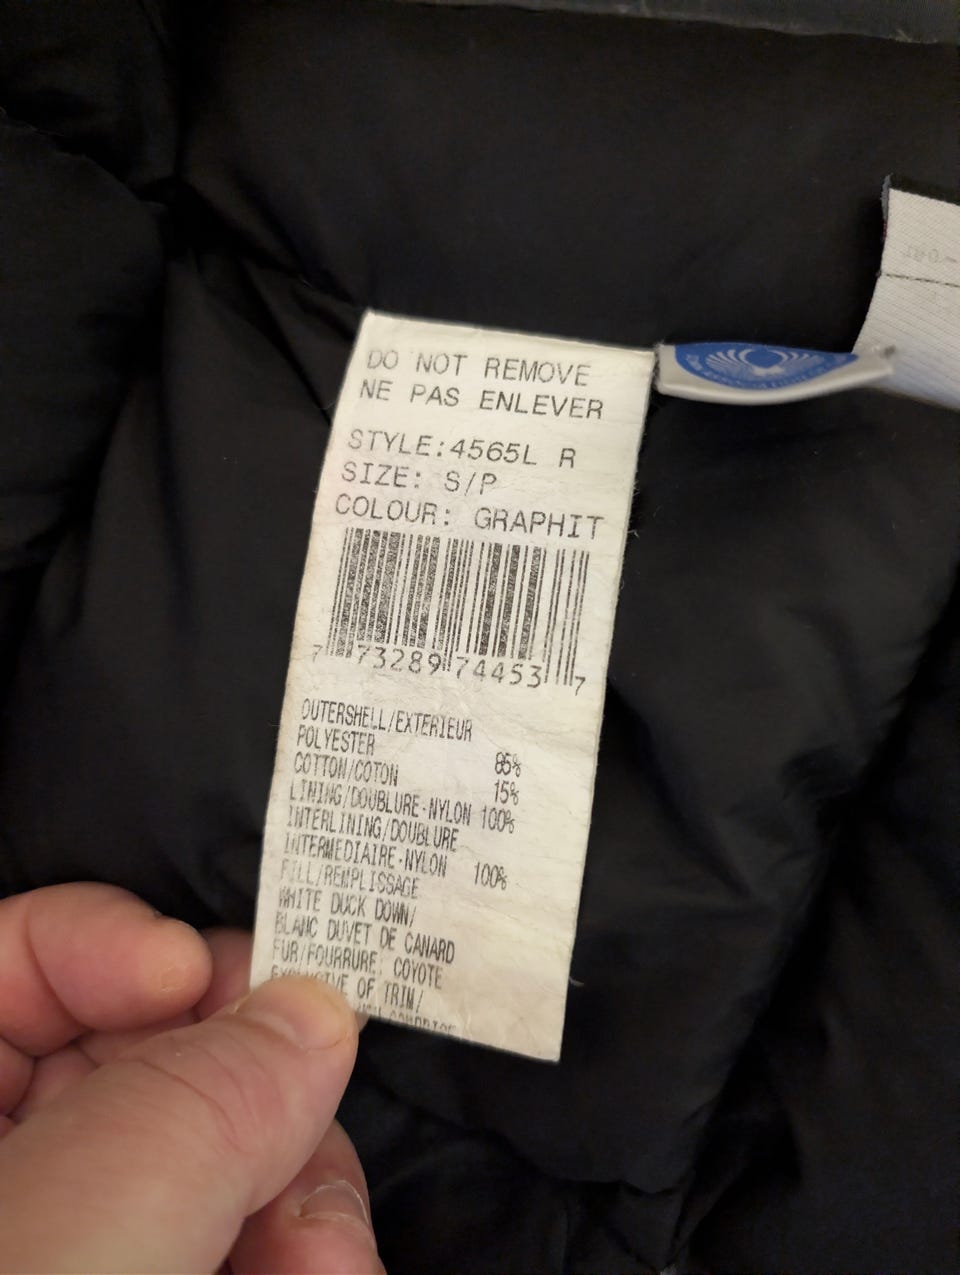 DO NOT REMOVE
NE PAS ENLEVER
STYLE:4565L R
SIZE: S/P
COLOUR: GRAPHIT
7 73289 74453 7
OUTERSHELL/EXTERIEUR
POLYESTER 85%
COTTON/COTON 15%
LINING/DOUBLURE-NYLON 100%
INTERLINING/DOUBLURE
INTERMEDIAIRE-NYLON 100%
FILL/REMPLISSAGE
WHITE DUCK DOWN/
BLANC DUVET DE CANARD
FUR/FOURRURE: COYOTE
OF TRIM/